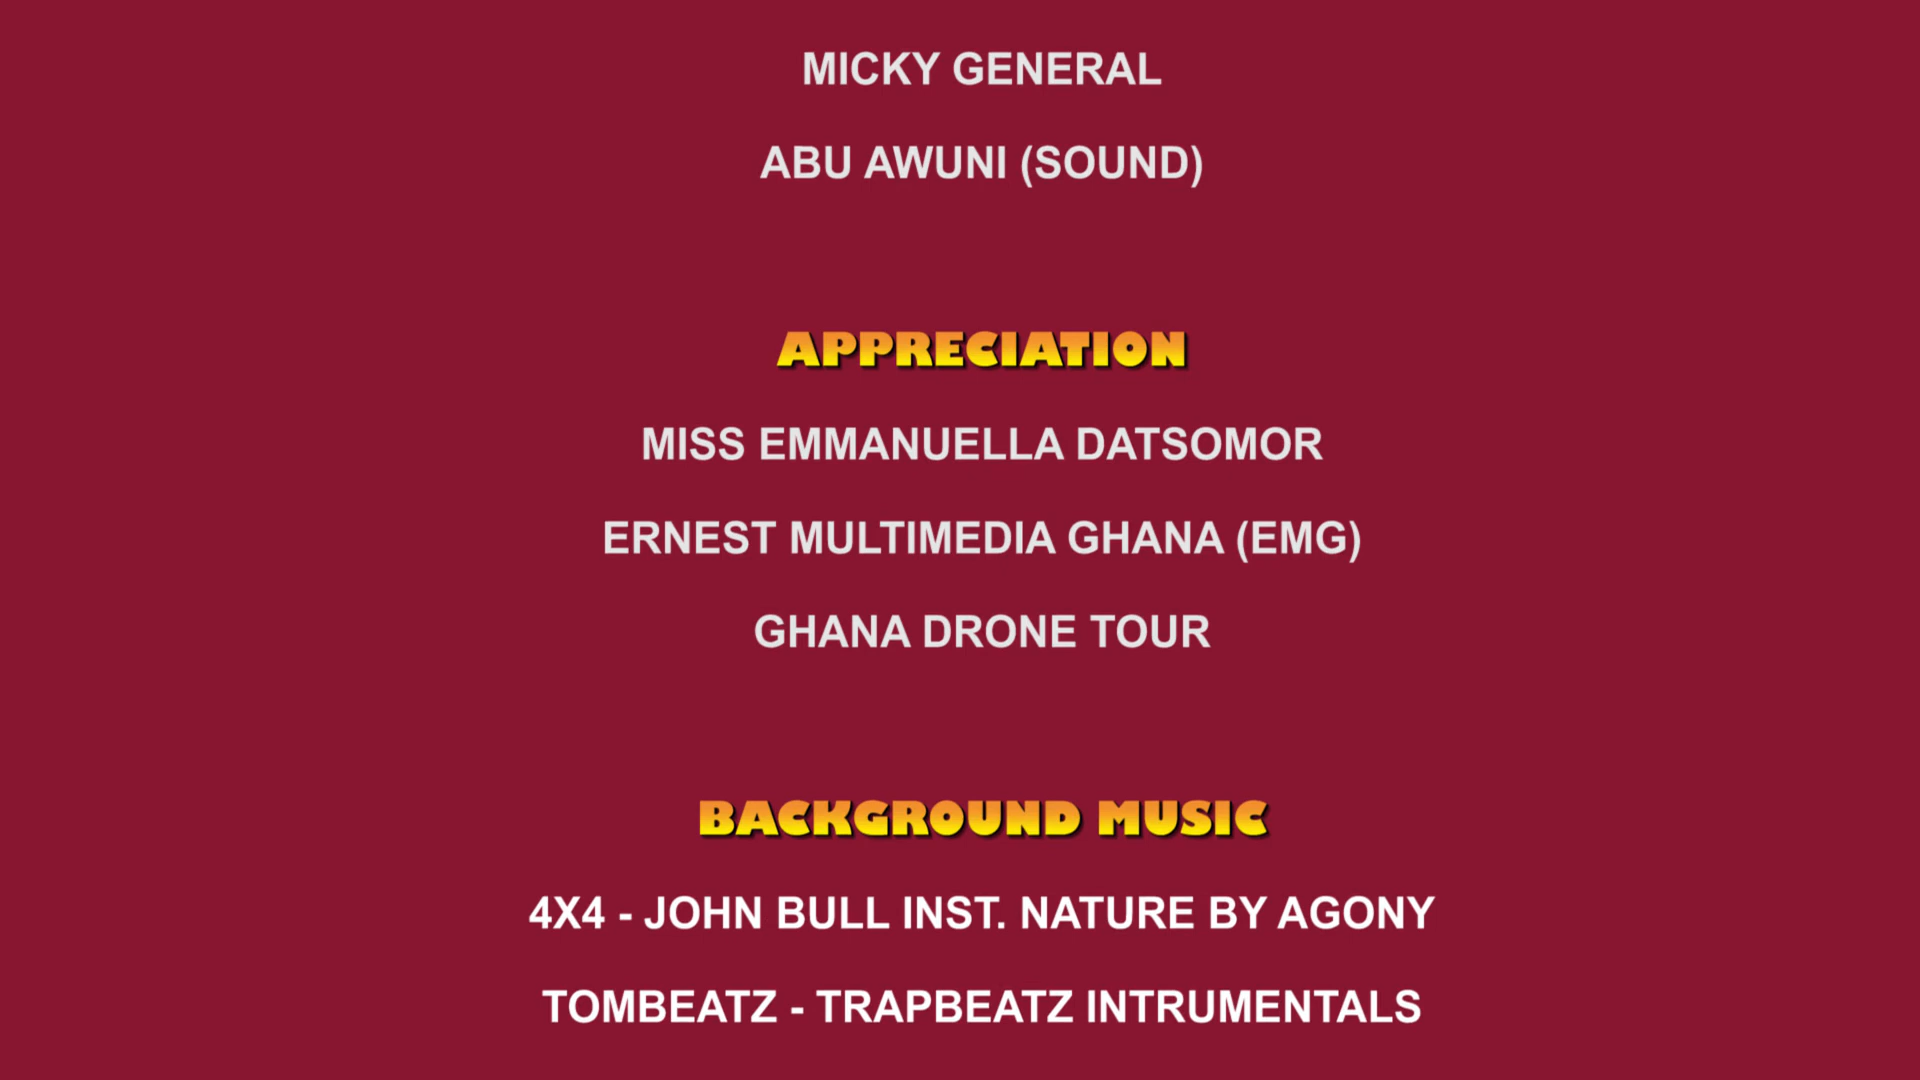 MICKY GENERAL
ABU AWUNI (SOUND)
APPRECIATION
MISS EMMANUELLA DATSOMOR
ERNEST MULTIMEDIA GHANA (EMG)
GHANA DRONE TOUR
BACKGROUND MUSIC
4X4 - JOHN BULL INST. NATURE BY AGONY
TOMBEATZ - TRAPBEATZ INTRUMENTALS